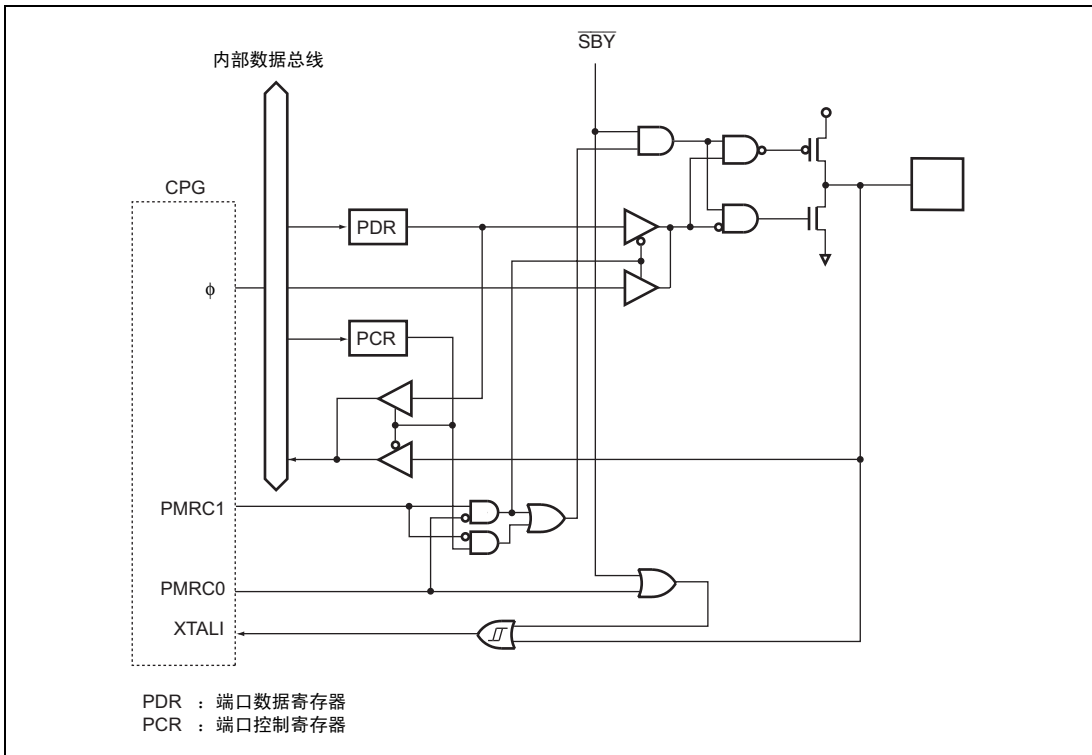 SBY
内部数据总线
CPG
PDR
ϕ
PCR
PMRC1
PMRC0
XTALI
PDR ：端口数据寄存器
PCR ：端口控制寄存器